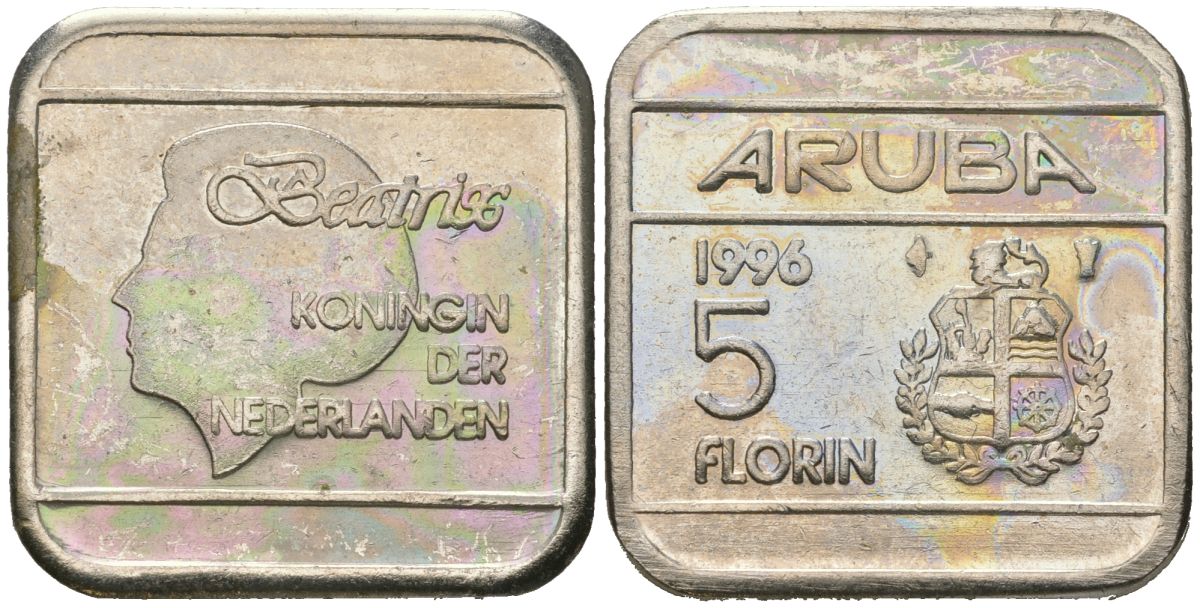 Beatrix
KONINGIN
DER
NEDERLANDEN
ARUBA
1996
5
FLORIN